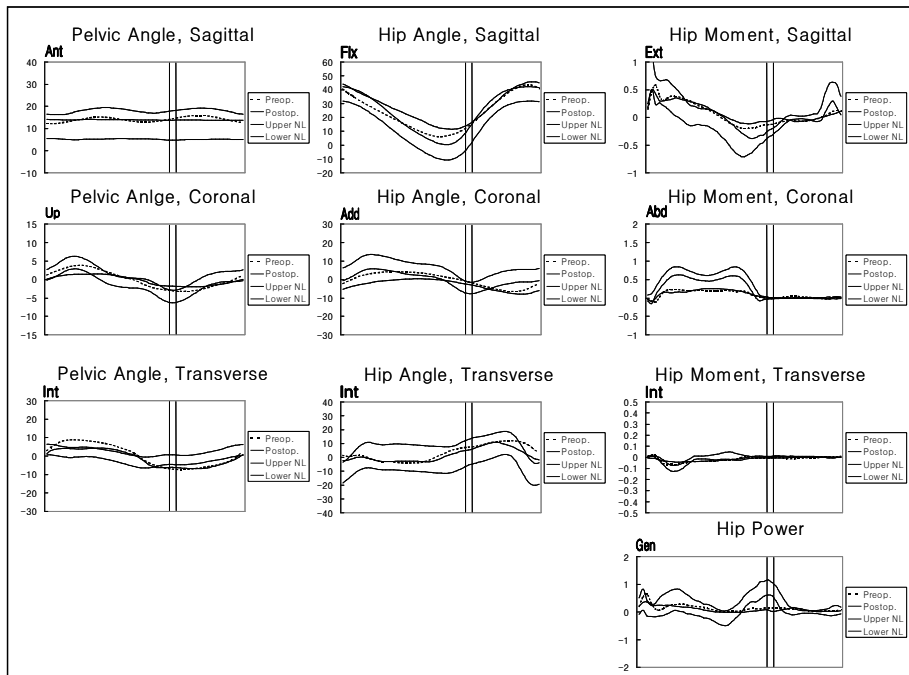 Pelvic Angle, Sagittal
Ant
40
30
20
10
0
-10
Preop.
Postop.
Upper NL
Lower NL
Hip Angle, Sagittal
Flx
60
50
40
30
20
10
0
-10
-20
Preop.
Postop.
Upper NL
Lower NL
Hip Moment, Sagittal
Ext
1
0.5
0
-0.5
-1
Preop.
Postop.
Upper NL
Lower NL
Pelvic Anlge, Coronal
Up
15
10
5
0
-5
-10
-15
Preop.
Postop.
Upper NL
Lower NL
Hip Angle, Coronal
Add
30
20
10
0
-10
-20
-30
Preop.
Postop.
Upper NL
Lower NL
Hip Moment, Coronal
Abd
2
1.5
1
0.5
0
-0.5
-1
Preop.
Postop.
Upper NL
Lower NL
Pelvic Angle, Transverse
Int
30
20
10
0
-10
-20
-30
Preop.
Postop.
Upper NL
Lower NL
Hip Angle, Transverse
Int
40
30
20
10
0
-10
-20
-30
-40
Preop.
Postop.
Upper NL
Lower NL
Hip Moment, Transverse
Int
0.5
0.4
0.3
0.2
0.1
0
-0.1
-0.2
-0.3
-0.4
-0.5
Preop.
Postop.
Upper NL
Lower NL
Hip Power
Gen
2
1
0
-1
-2
Preop.
Postop.
Upper NL
Lower NL